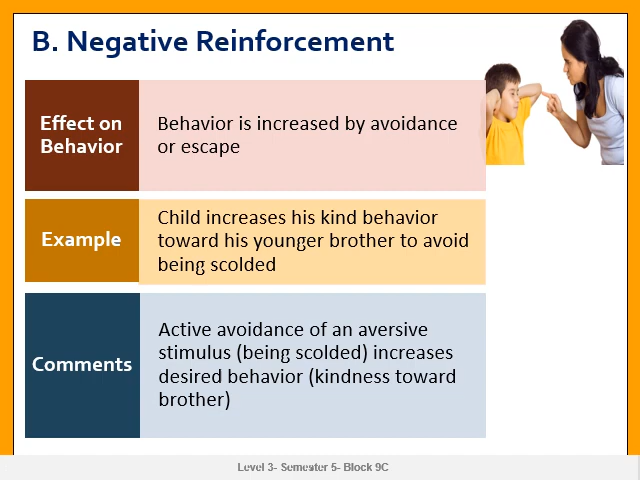 B. Negative Reinforcement
Effect on
Behavior
Behavior is increased by avoidance
or escape
Example
Child increases his kind behavior
toward his younger brother to avoid
being scolded
Comments
Active avoidance of an aversive
stimulus (being scolded) increases
desired behavior (kindness toward
brother)
Level 3- Semester 5- Block 9C